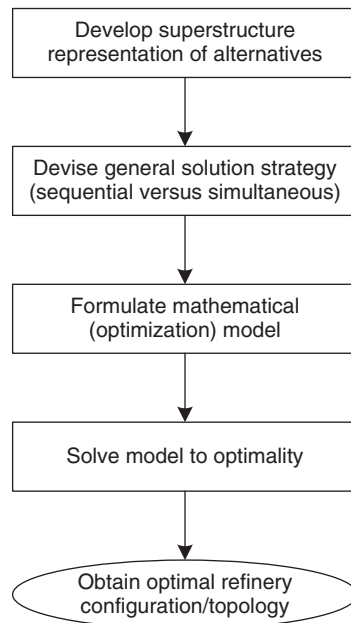 Develop superstructure
representation of alternatives
Devise general solution strategy
(sequential versus simultaneous)
Formulate mathematical
(optimization) model
Solve model to optimality
Obtain optimal refinery
configuration/topology